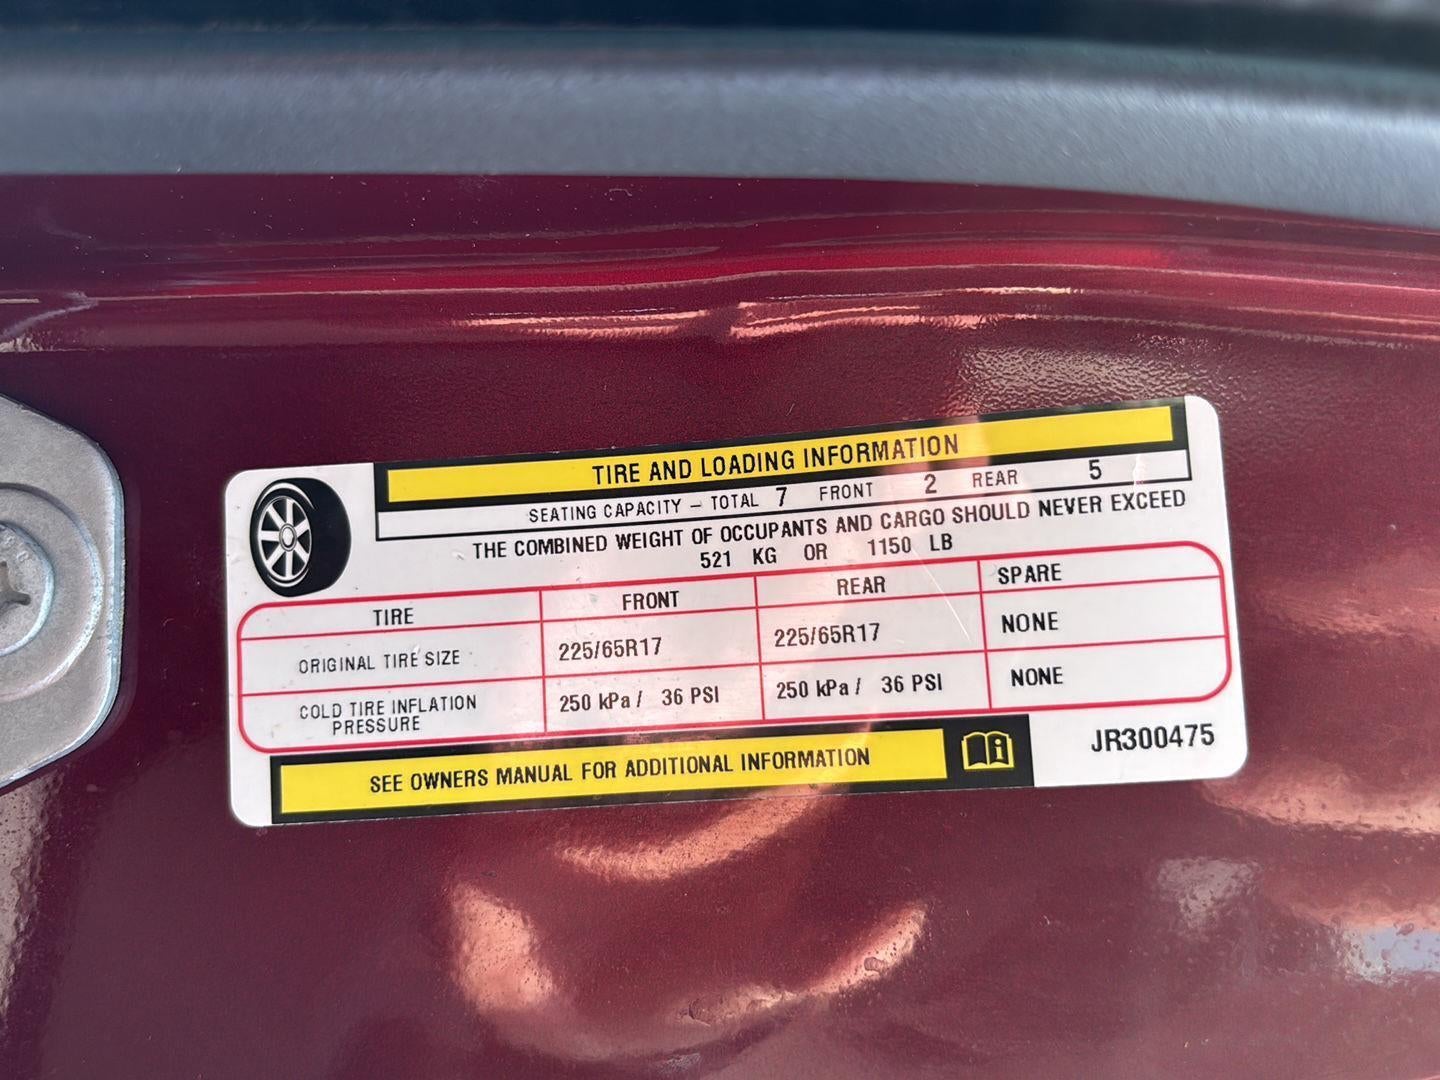 TIRE AND LOADING INFORMATION
SEATING CAPACITY – TOTAL 7 FRONT 2 REAR 5
THE COMBINED WEIGHT OF OCCUPANTS AND CARGO SHOULD NEVER EXCEED
521 KG OR 1150 LB
TIRE FRONT REAR SPARE
ORIGINAL TIRE SIZE 225/65R17 225/65R17 NONE
COLD TIRE INFLATION
PRESSURE 250 kPa / 36 PSI 250 kPa / 36 PSI NONE
SEE OWNERS MANUAL FOR ADDITIONAL INFORMATION
JR300475